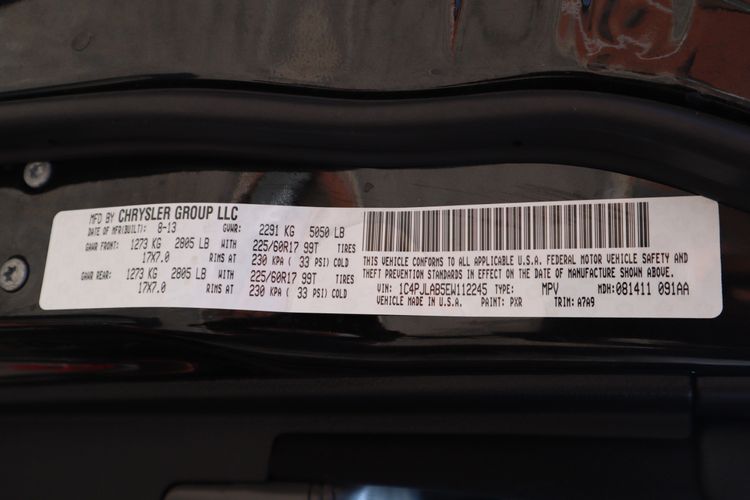 MFD BY CHRYSLER GROUP LLC
DATE OF MFR(BUILT): 8-13 GVWR: 2291 KG 5050 LB
GAWR FRONT: 1273 KG 2805 LB WITH 225/60R17 99T TIRES
17X7.0 RIMS AT 230 KPA ( 33 PSI) COLD
GAWR REAR: 1273 KG 2805 LB WITH 225/60R17 99T TIRES
17X7.0 RIMS AT 230 KPA ( 33 PSI) COLD
THIS VEHICLE CONFORMS TO ALL APPLICABLE U.S.A. FEDERAL MOTOR VEHICLE SAFETY AND
THEFT PREVENTION STANDARDS IN EFFECT ON THE DATE OF MANUFACTURE SHOWN ABOVE.
VIN: 1C4PJLAB5EW112245 TYPE: MPV MDH:081411 091AA
VEHICLE MADE IN U.S.A. PAINT: PXR TRIM: A7A9